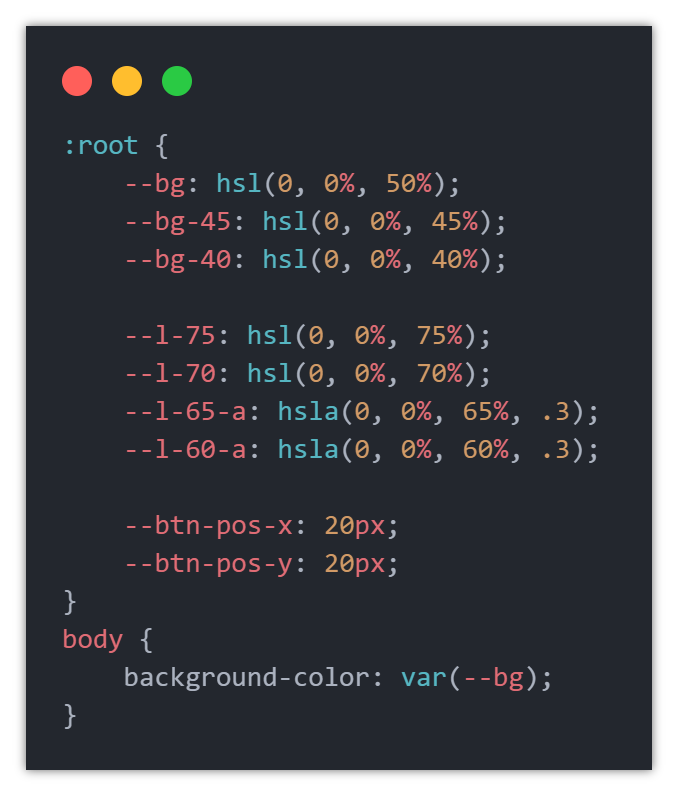 :root {
    --bg: hsl(0, 0%, 50%);
    --bg-45: hsl(0, 0%, 45%);
    --bg-40: hsl(0, 0%, 40%);

    --l-75: hsl(0, 0%, 75%);
    --l-70: hsl(0, 0%, 70%);
    --l-65-a: hsla(0, 0%, 65%, .3);
    --l-60-a: hsla(0, 0%, 60%, .3);

    --btn-pos-x: 20px;
    --btn-pos-y: 20px;
}
body {
    background-color: var(--bg);
}